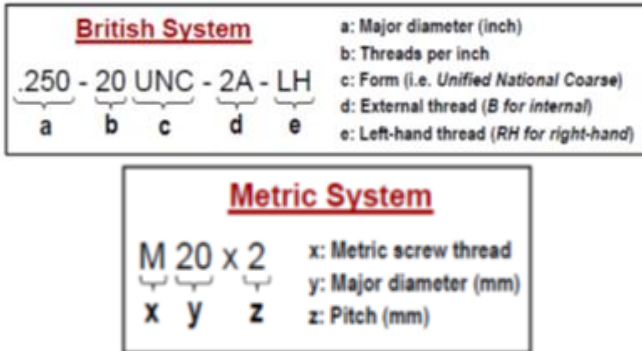 British System
.250 - 20 UNC - 2A - LH
a b c d e
a: Major diameter (inch)
b: Threads per inch
c: Form (i.e. Unified National Coarse)
d: External thread (B for internal)
e: Left-hand thread (RH for right-hand)
Metric System
M 20 x 2
x y z
x: Metric screw thread
y: Major diameter (mm)
z: Pitch (mm)